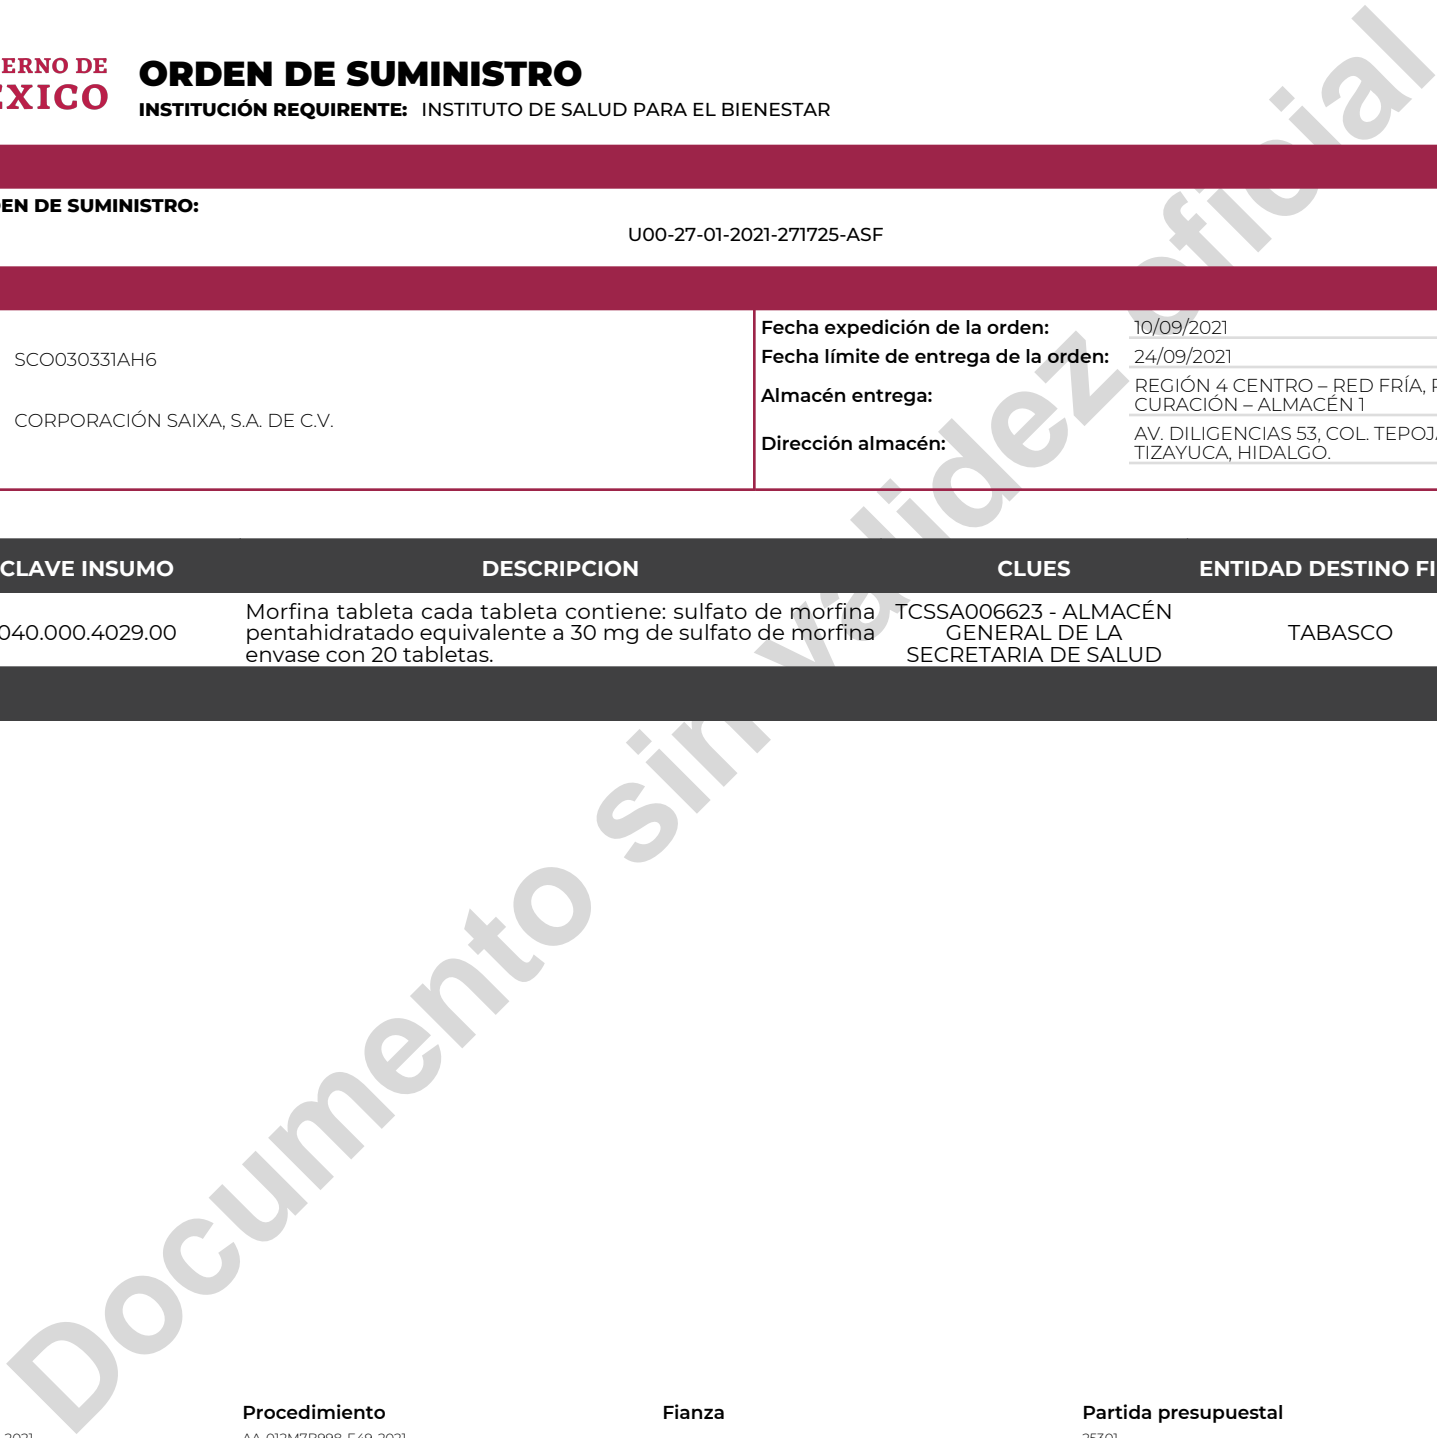 ERNO DE
ÉXICO
ORDEN DE SUMINISTRO
INSTITUCIÓN REQUIRENTE: INSTITUTO DE SALUD PARA EL BIENESTAR
EN DE SUMINISTRO:
U00-27-01-2021-271725-ASF
SCO030331AH6
CORPORACIÓN SAIXA, S.A. DE C.V.
Fecha expedición de la orden: 10/09/2021
Fecha límite de entrega de la orden: 24/09/2021
Almacén entrega: REGIÓN 4 CENTRO – RED FRÍA,
CURACIÓN – ALMACÉN 1
Dirección almacén: AV. DILIGENCIAS 53, COL. TEPOJA
TIZAYUCA, HIDALGO.
CLAVE INSUMO DESCRIPCION CLUES ENTIDAD DESTINO FI
040.000.4029.00
Morfina tableta cada tableta contiene: sulfato de morfina
pentahidratado equivalente a 30 mg de sulfato de morfina
envase con 20 tabletas.
TCSSA006623 - ALMACÉN
GENERAL DE LA
SECRETARIA DE SALUD
TABASCO
Documento sin validez oficial
Procedimiento Fianza Partida presupuestal